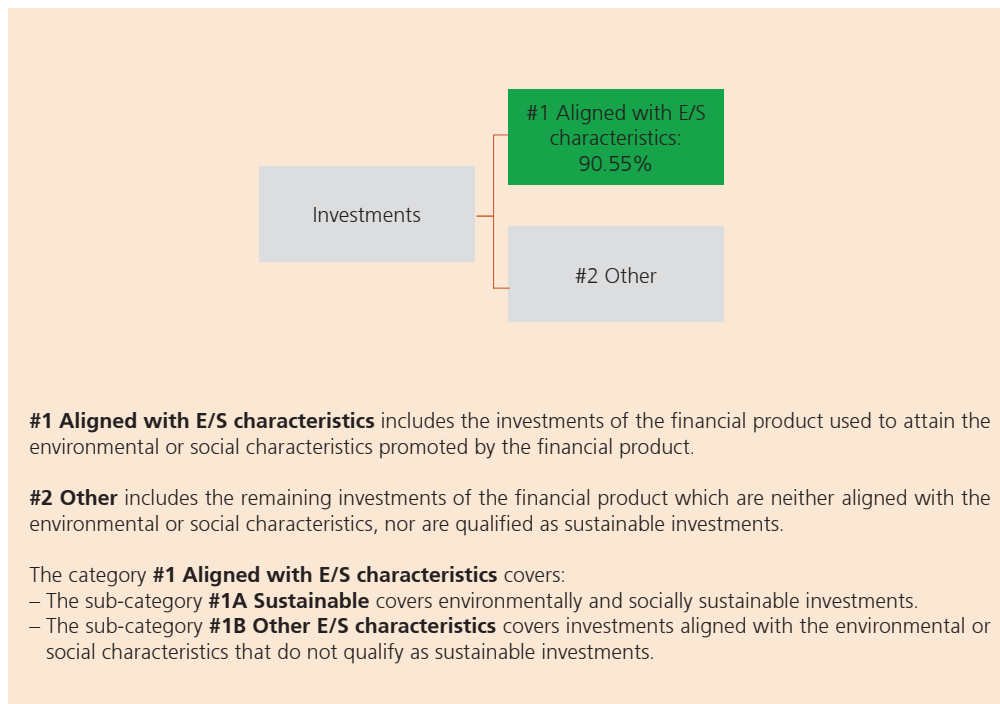 #1 Aligned with E/S
characteristics:
90.55%
Investments
#2 Other
#1 Aligned with E/S characteristics includes the investments of the financial product used to attain the
environmental or social characteristics promoted by the financial product.
#2 Other includes the remaining investments of the financial product which are neither aligned with the
environmental or social characteristics, nor are qualified as sustainable investments.
The category #1 Aligned with E/S characteristics covers:
– The sub-category #1A Sustainable covers environmentally and socially sustainable investments.
– The sub-category #1B Other E/S characteristics covers investments aligned with the environmental or
social characteristics that do not qualify as sustainable investments.